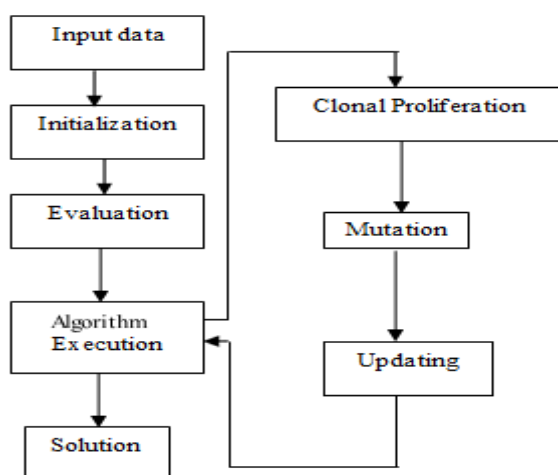 Input data
Initialization
Evaluation
Algorithm
Execution
Solution
Clonal Proliferation
Mutation
Updating